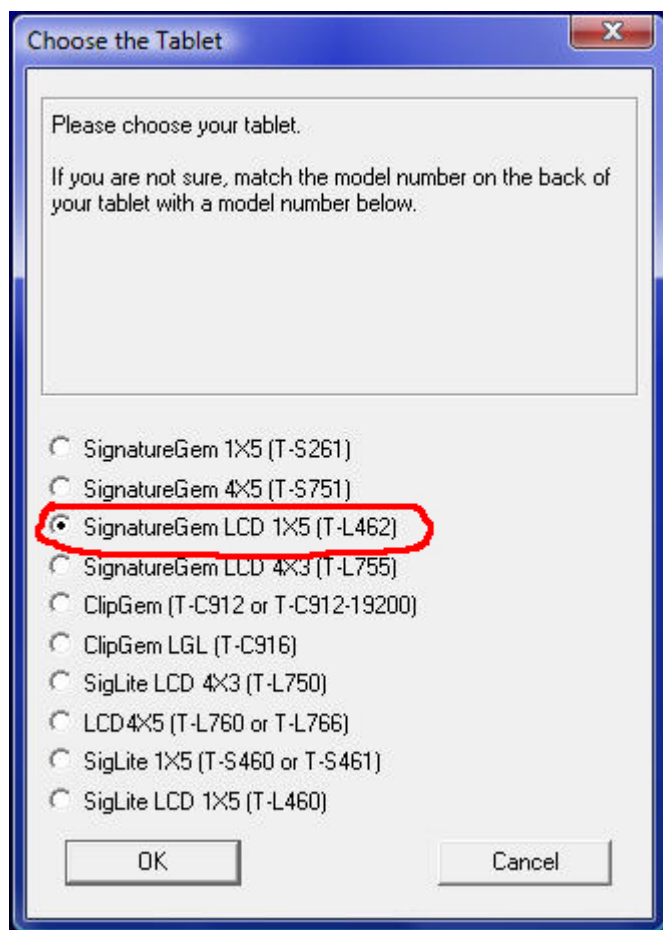 Choose the Tablet
Please choose your tablet.
If you are not sure, match the model number on the back of
your tablet with a model number below.
SignatureGem 1X5 (T-S261)
SignatureGem 4X5 (T-S751)
SignatureGem LCD 1X5 (T-L462)
SignatureGem LCD 4X3 (T-L755)
ClipGem (T-C912 or T-C912-19200)
ClipGem LGL (T-C916)
SigLite LCD 4X3 (T-L750)
LCD4X5 (T-L760 or T-L766)
SigLite 1X5 (T-S460 or T-S461)
SigLite LCD 1X5 (T-L460)
OK Cancel